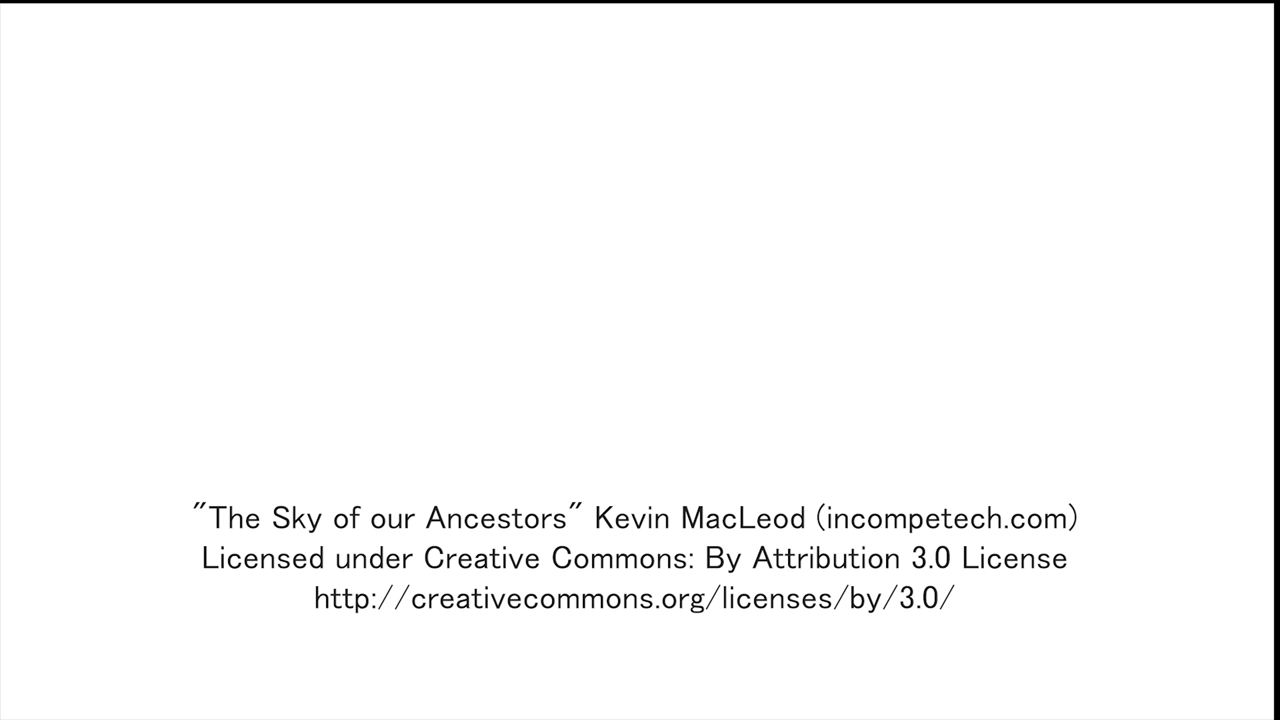 "The Sky of our Ancestors" Kevin MacLeod (incompetech.com)
Licensed under Creative Commons: By Attribution 3.0 License
http://creativecommons.org/licenses/by/3.0/